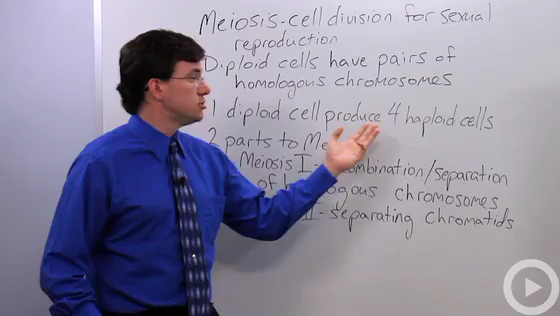 Meiosis-cell division for sexual
reproduction
Diploid cells have pairs of
homologous chromosomes
1 diploid cell produce 4 haploid cells
2 parts to
I - /separation
of chromosomes
II - separating chromatids